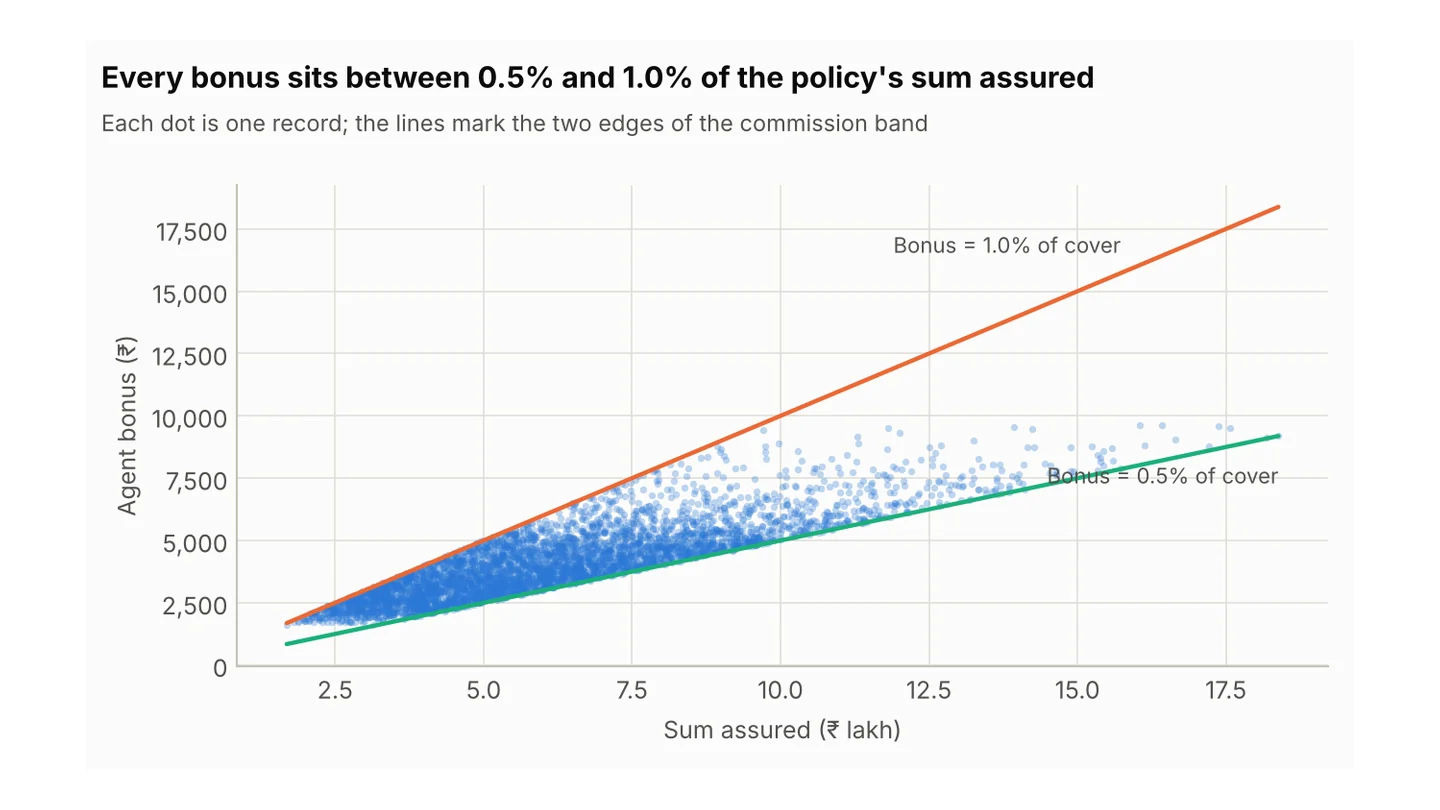 Every bonus sits between 0.5% and 1.0% of the policy's sum assured
Each dot is one record; the lines mark the two edges of the commission band
17,500
Bonus = 1.0% of cover
15,000
12,500
10,000
7,500
Bonus = 0.5% of cover
5,000
2,500
0
Agent bonus (₹)
2.5 5.0 7.5 10.0 12.5 15.0 17.5
Sum assured (₹ lakh)